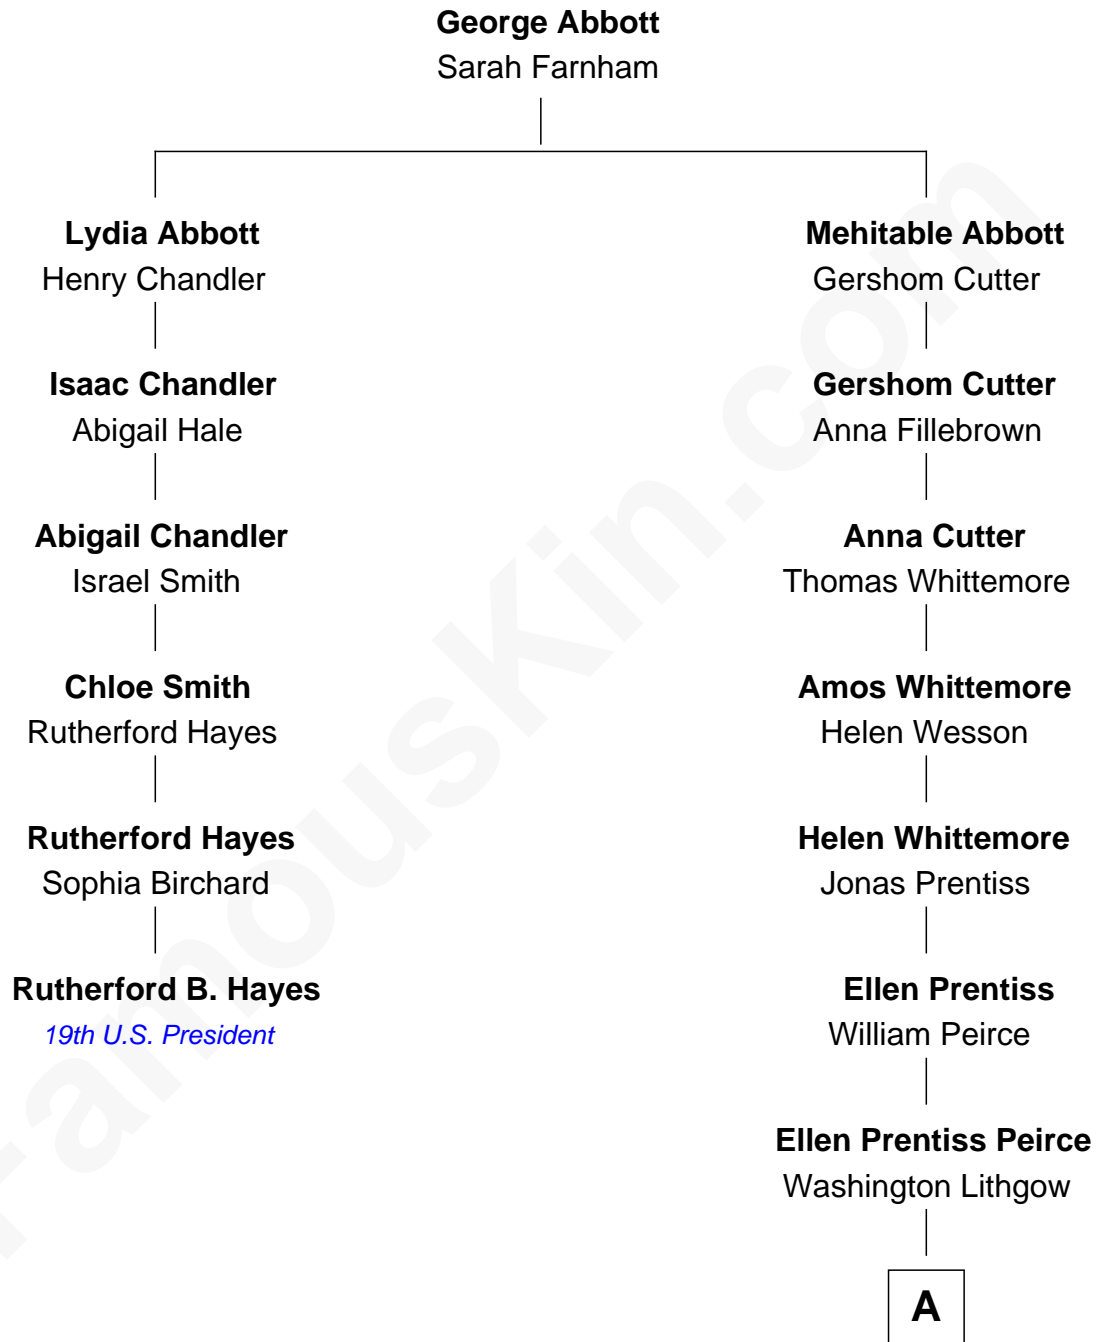 George Abbott
Sarah Farnham
Lydia Abbott
Henry Chandler
Mehitable Abbott
Gershom Cutter
Isaac Chandler
Abigail Hale
Gershom Cutter
Anna Fillebrown
Abigail Chandler
Israel Smith
Anna Cutter
Thomas Whittemore
Chloe Smith
Rutherford Hayes
Amos Whittemore
Helen Wesson
Rutherford Hayes
Sophia Birchard
Helen Whittemore
Jonas Prentiss
Rutherford B. Hayes
19th U.S. President
Ellen Prentiss
William Peirce
Ellen Prentiss Peirce
Washington Lithgow
A
FamousKin.com